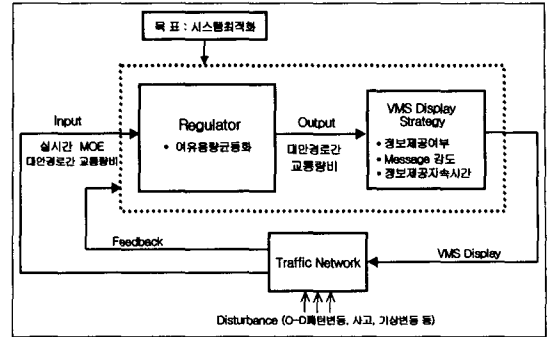 목 표 : 시스템최적화
Input
실시간 MOE
대안경로간 교통량비
Regulator
• 여유용량균등화
Output
대안경로간
교통량비
VMS Display
Strategy
• 정보제공여부
• Message 강도
• 정보제공지속시간
Feedback
Traffic Network
VMS Display
Disturbance (O-D패턴변동, 사고, 기상변동 등)